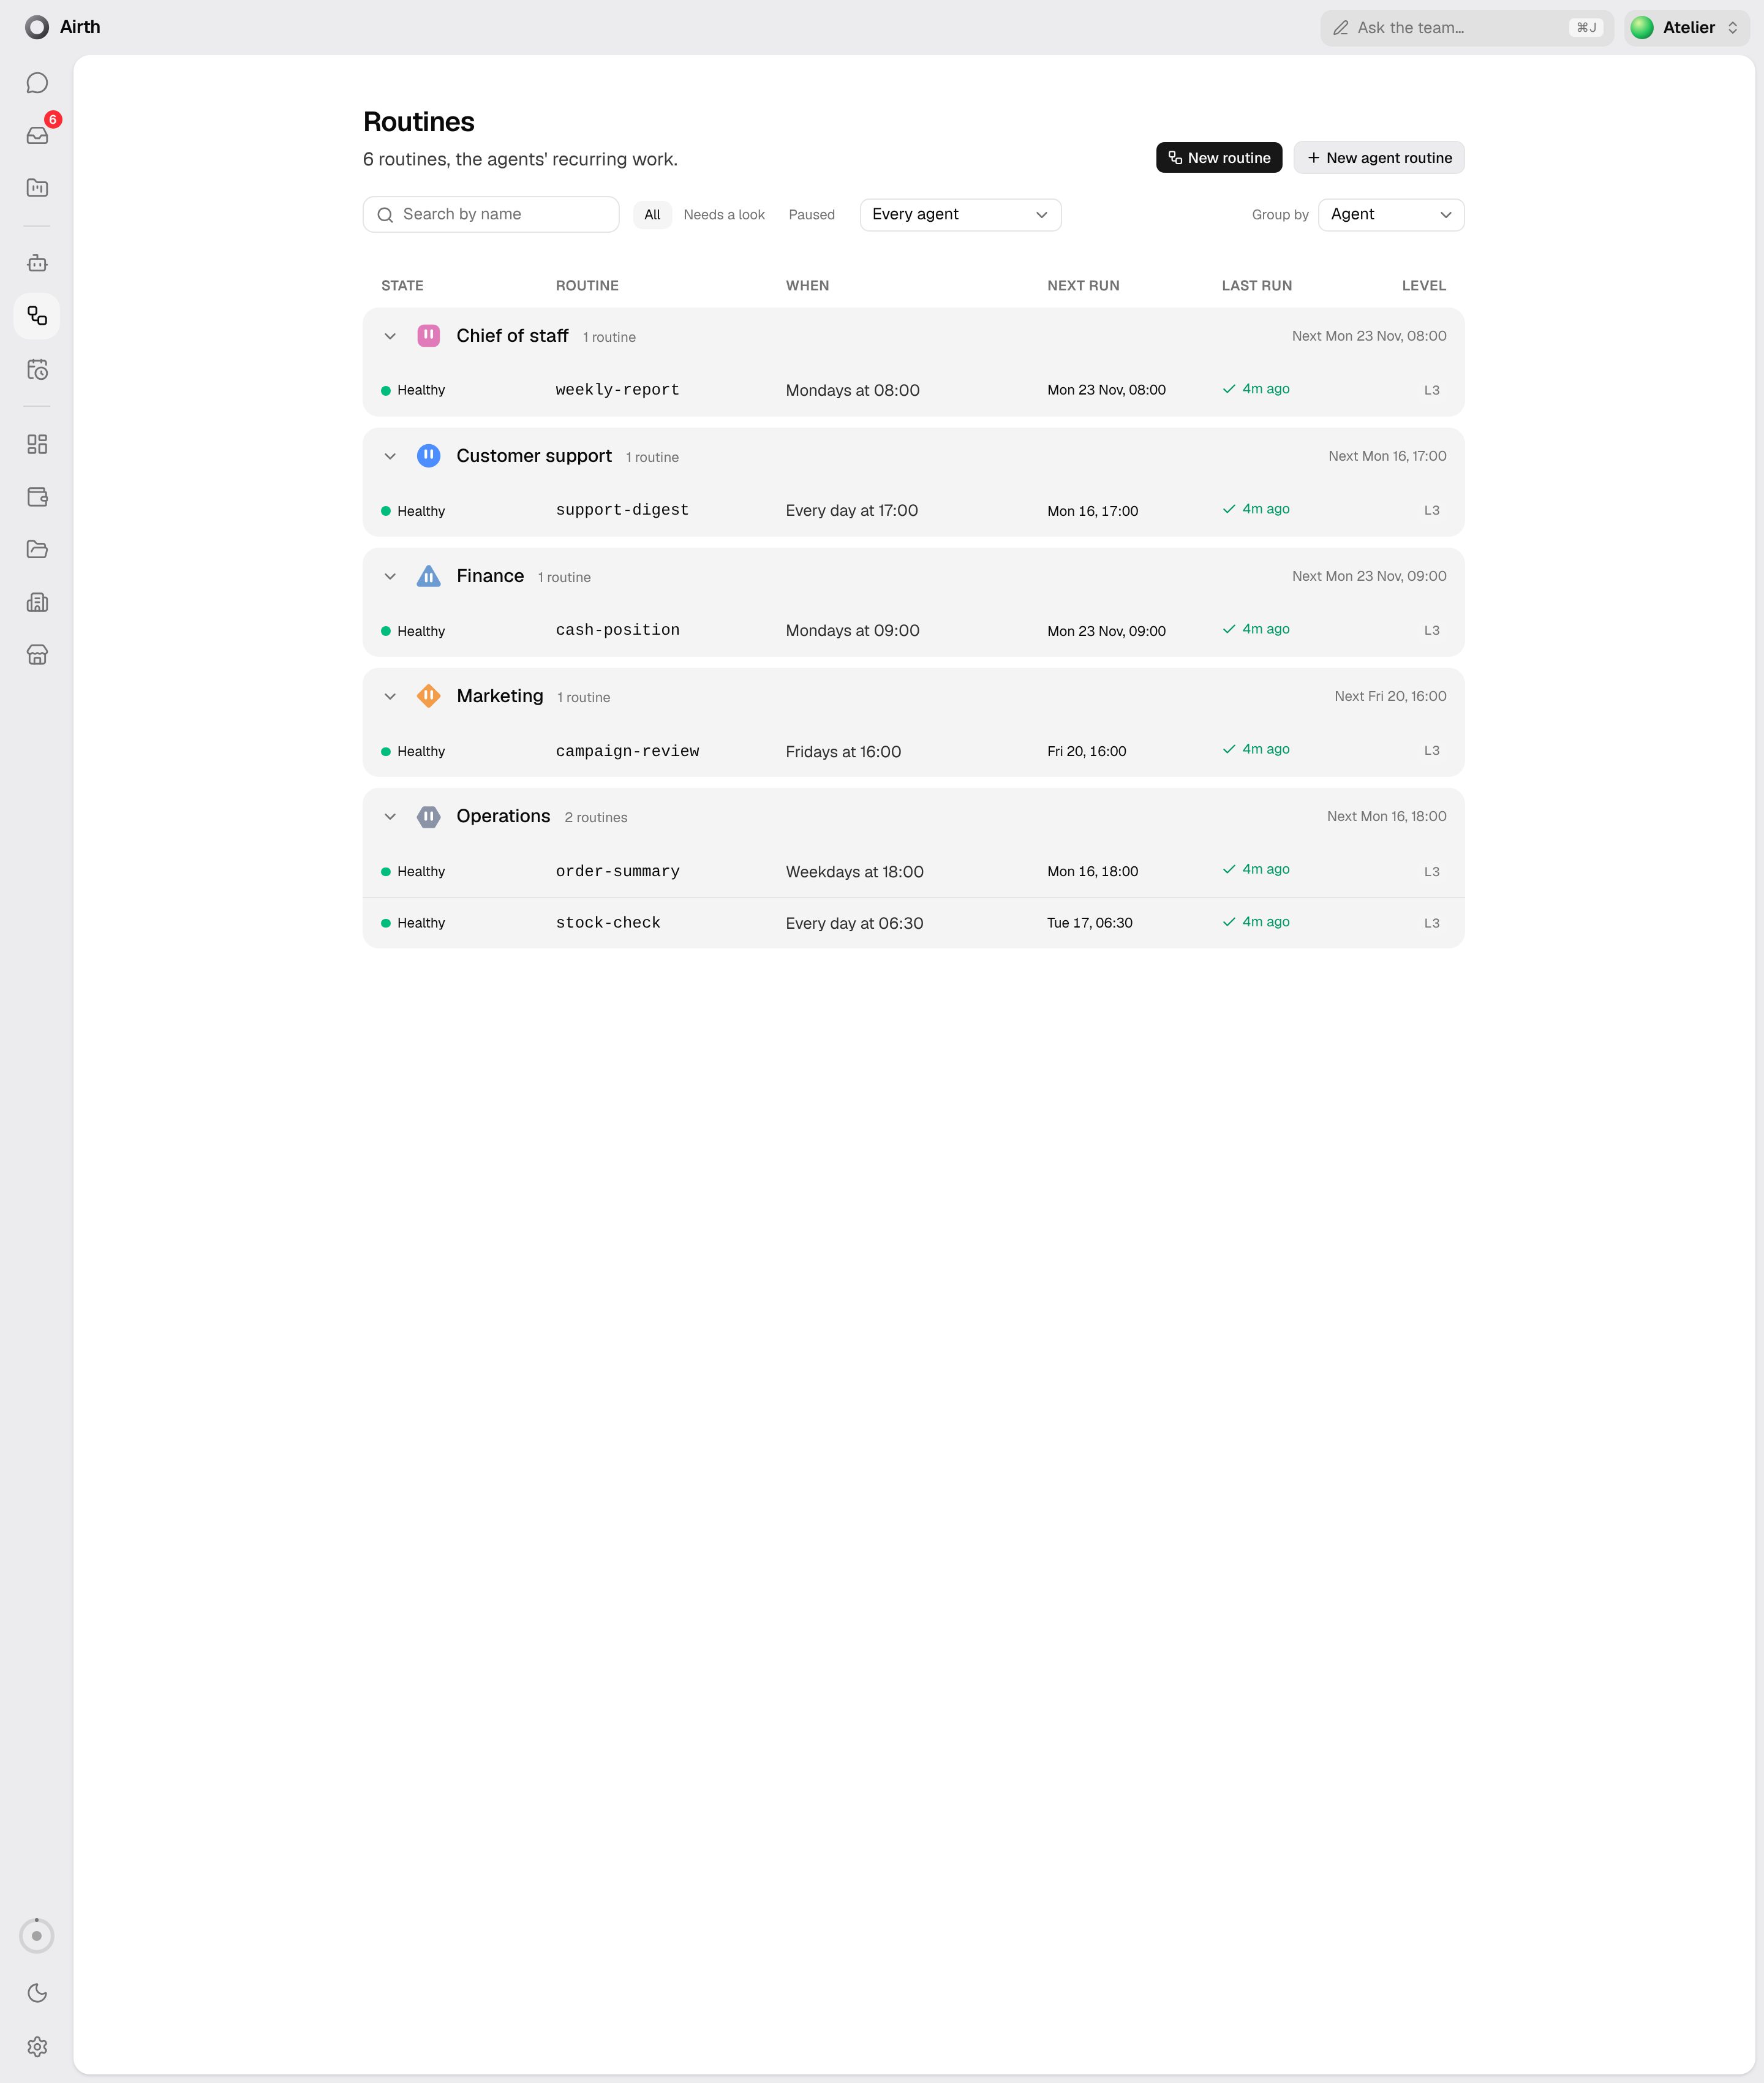 Airth
Ask the team... ⌘J
Atelier
6
Routines
6 routines, the agents' recurring work.
New routine
New agent routine
Search by name
All Needs a look Paused
Every agent
Group by Agent
STATE ROUTINE WHEN NEXT RUN LAST RUN LEVEL
Chief of staff 1 routine Next Mon 23 Nov, 08:00
Healthy weekly-report Mondays at 08:00 Mon 23 Nov, 08:00 4m ago L3
Customer support 1 routine Next Mon 16, 17:00
Healthy support-digest Every day at 17:00 Mon 16, 17:00 4m ago L3
Finance 1 routine Next Mon 23 Nov, 09:00
Healthy cash-position Mondays at 09:00 Mon 23 Nov, 09:00 4m ago L3
Marketing 1 routine Next Fri 20, 16:00
Healthy campaign-review Fridays at 16:00 Fri 20, 16:00 4m ago L3
Operations 2 routines Next Mon 16, 18:00
Healthy order-summary Weekdays at 18:00 Mon 16, 18:00 4m ago L3
Healthy stock-check Every day at 06:30 Tue 17, 06:30 4m ago L3